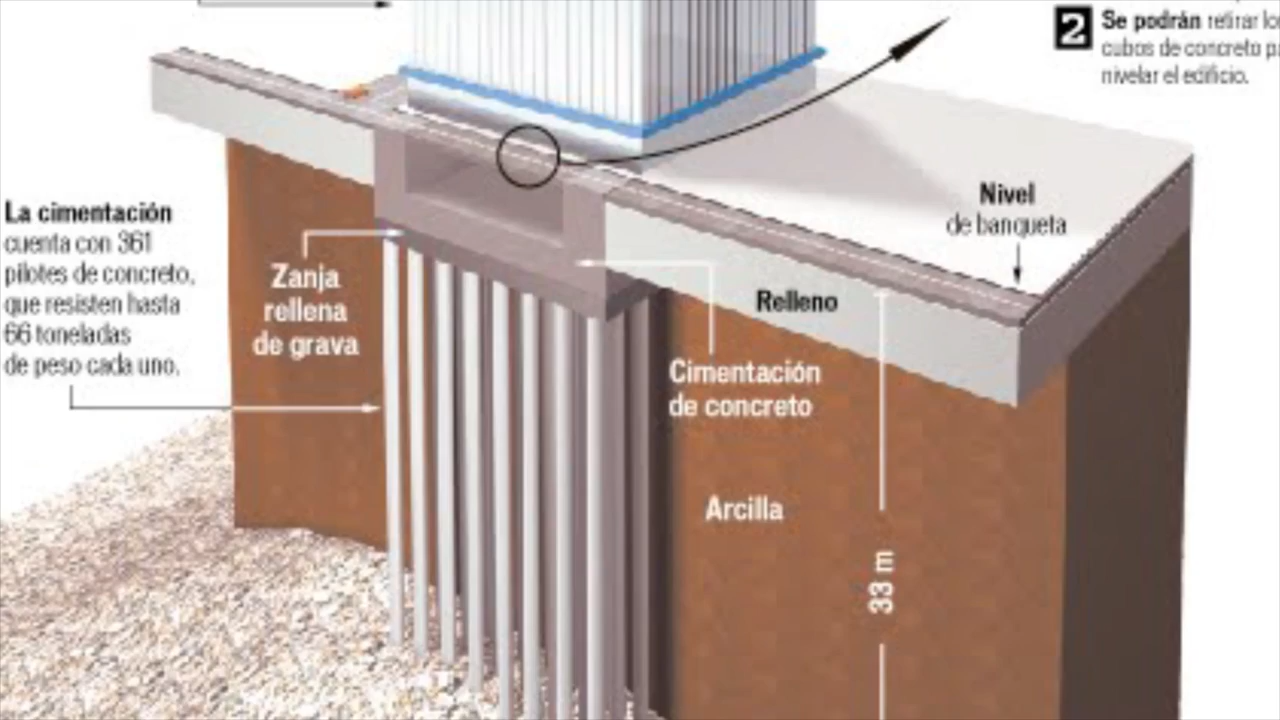 2 Se podrán retirar
cubos de concreto
nivelar el edificio.
La cimentación
cuenta con 361
pilotes de concreto,
que resisten hasta
66 toneladas
de peso cada uno.
Zanja
rellena
de grava
Nivel
de banqueta
Relleno
Cimentación
de concreto
Arcilla
33 m